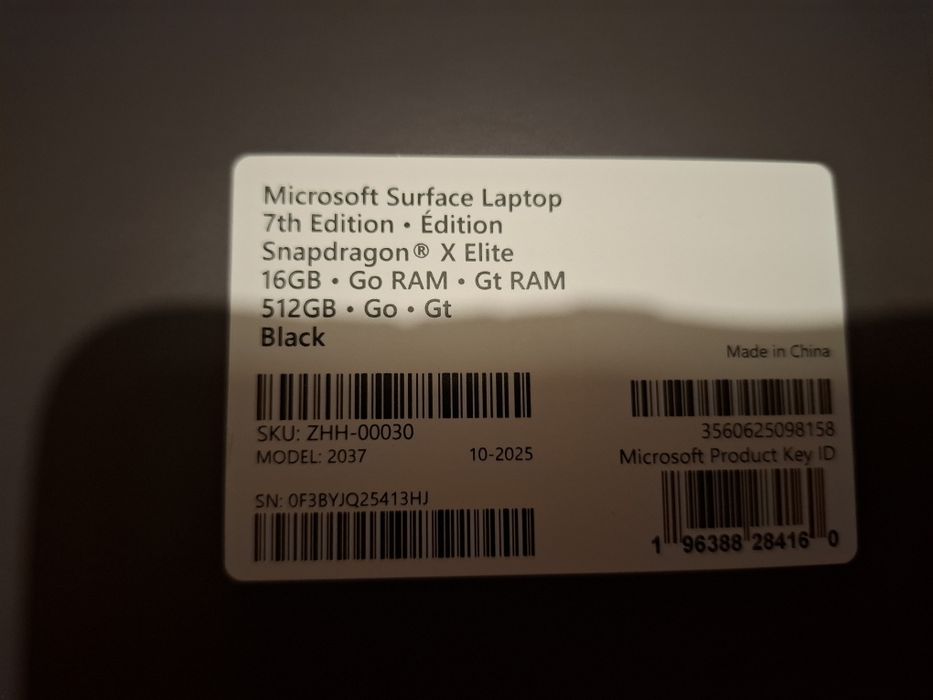 Microsoft Surface Laptop
7th Edition • Édition
Snapdragon® X Elite
16GB • Go RAM • Gt RAM
512GB • Go • Gt
Black
Made in China
SKU: ZHH-00030
MODEL: 2037 10-2025
3560625098158
Microsoft Product Key ID
SN: 0F3BYJQ25413HJ
1 96388 28416 0